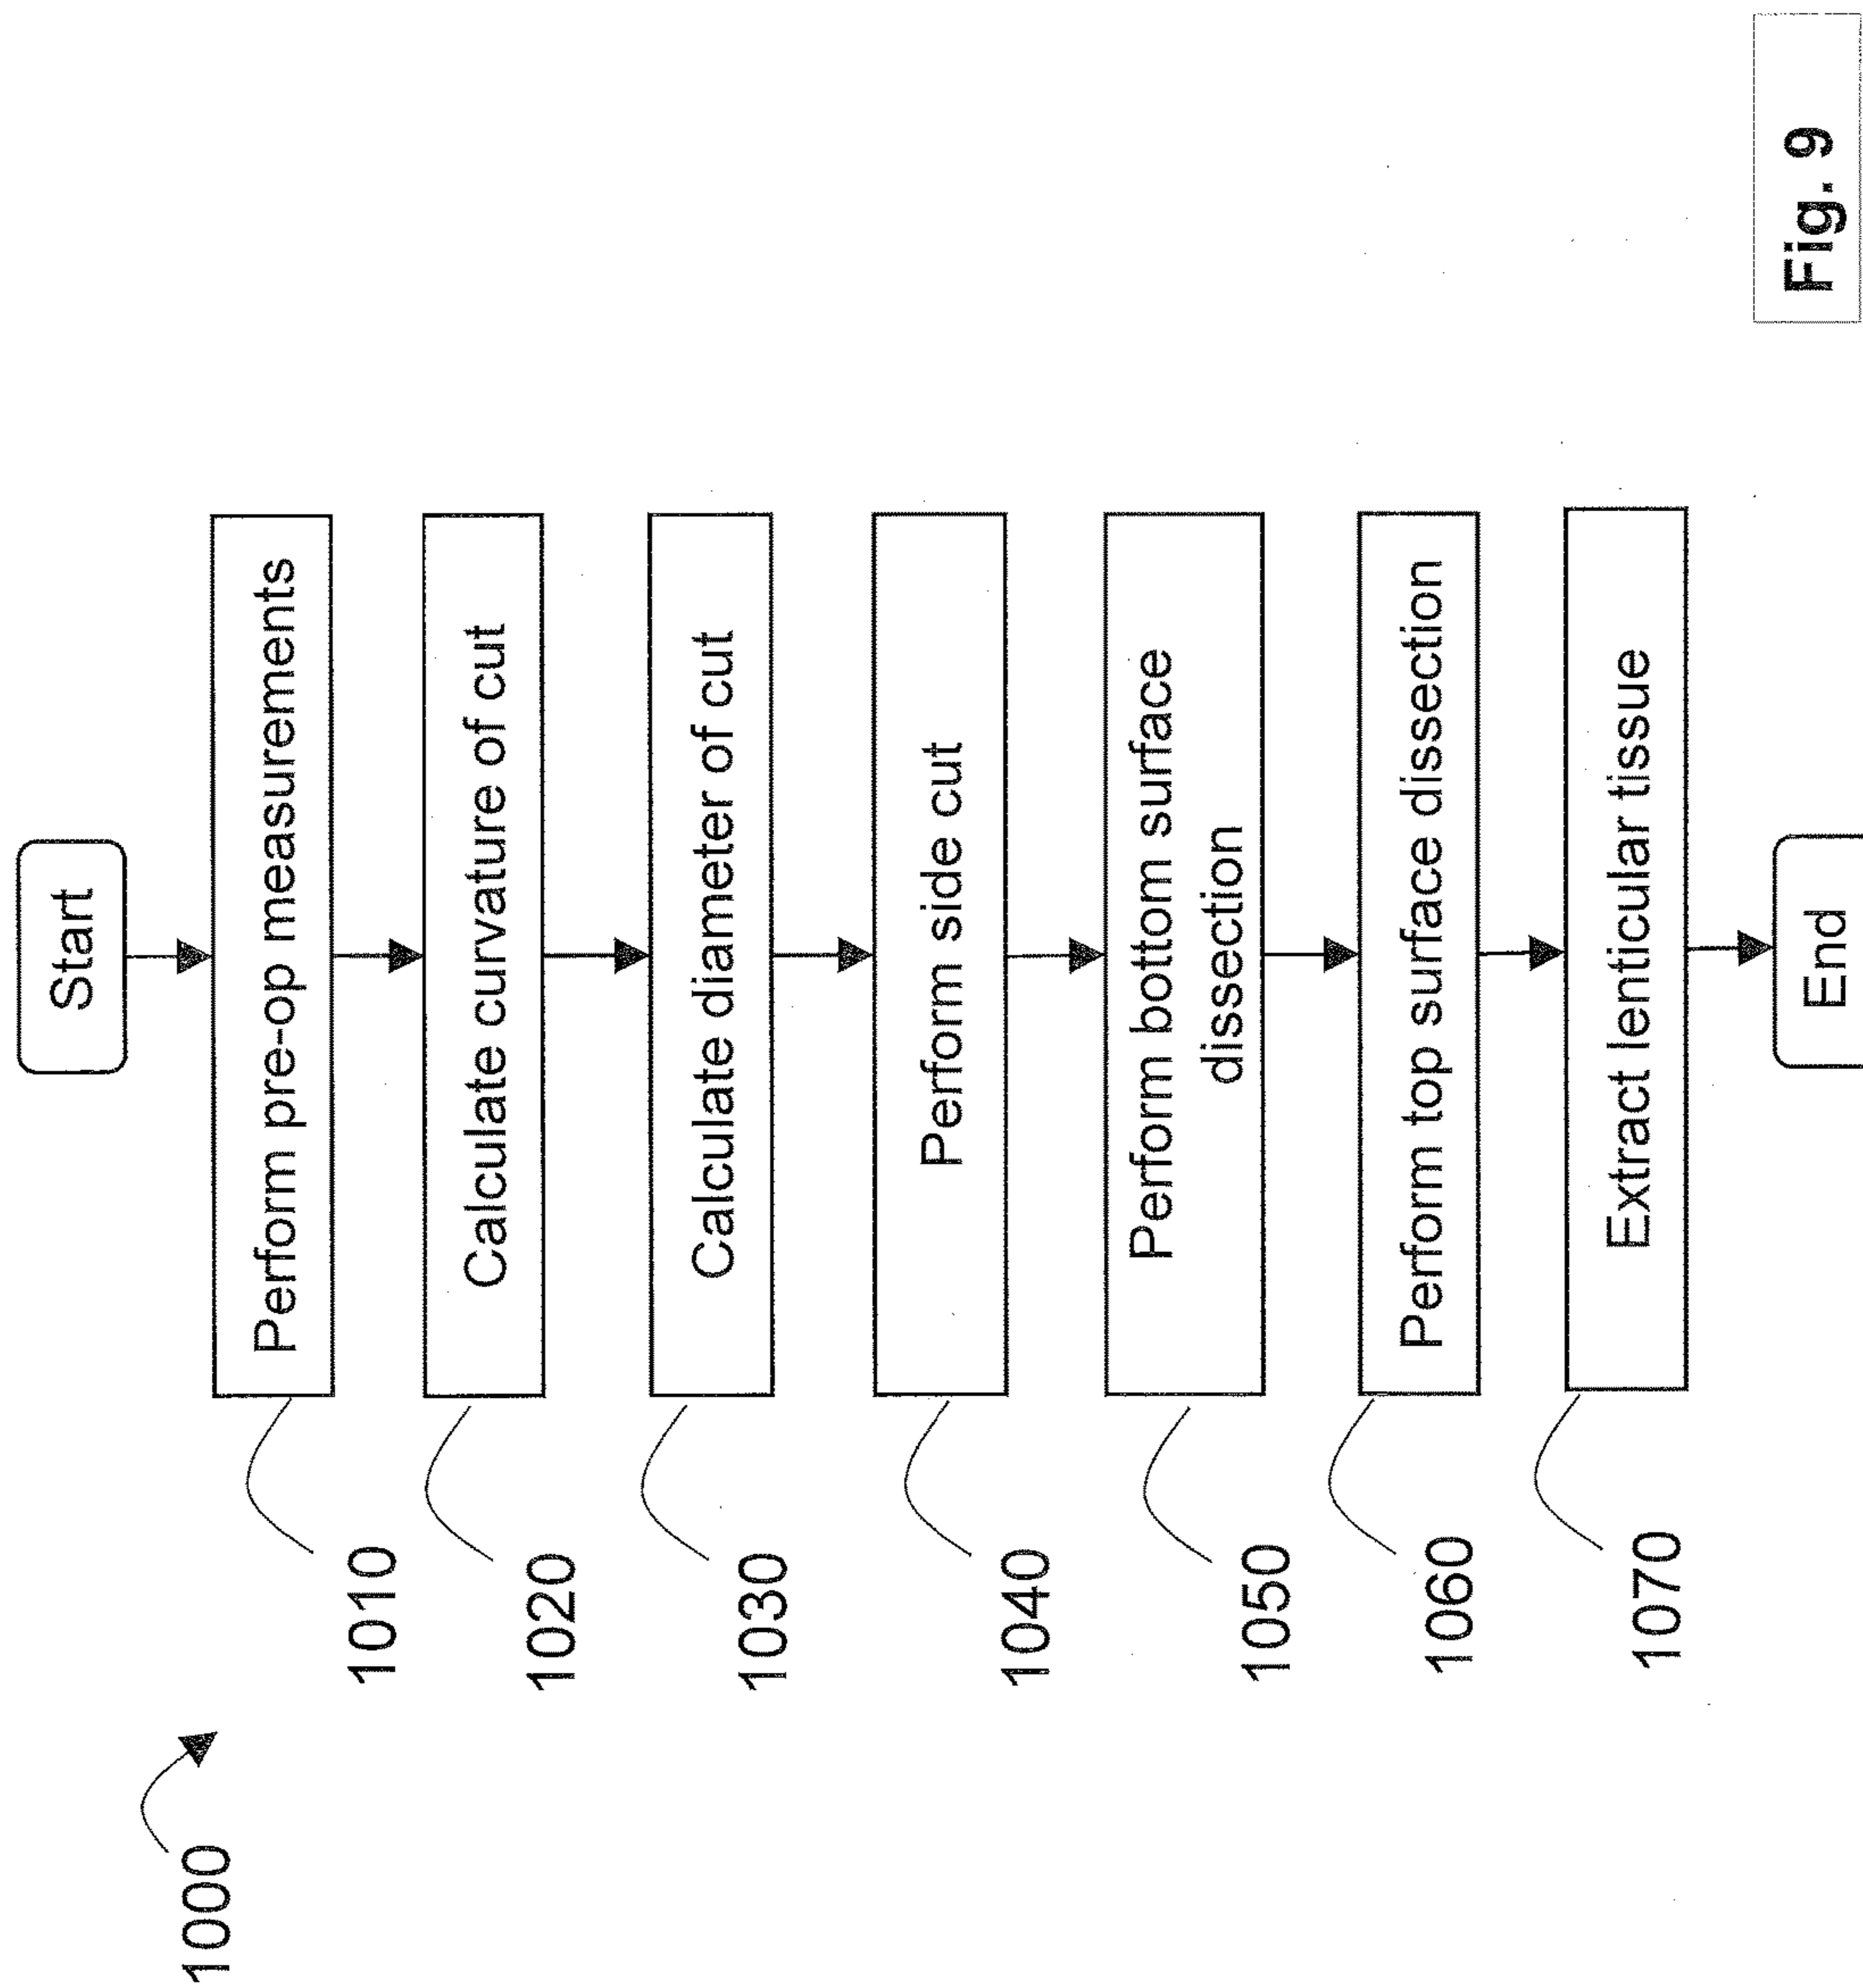 1000
Start
1010
Perform pre-op measurements
1020
Calculate curvature of cut
1030
Calculate diameter of cut
1040
Perform side cut
1050
Perform bottom surface
dissection
1060
Perform top surface dissection
1070
Extract lenticular tissue
End
Fig. 9